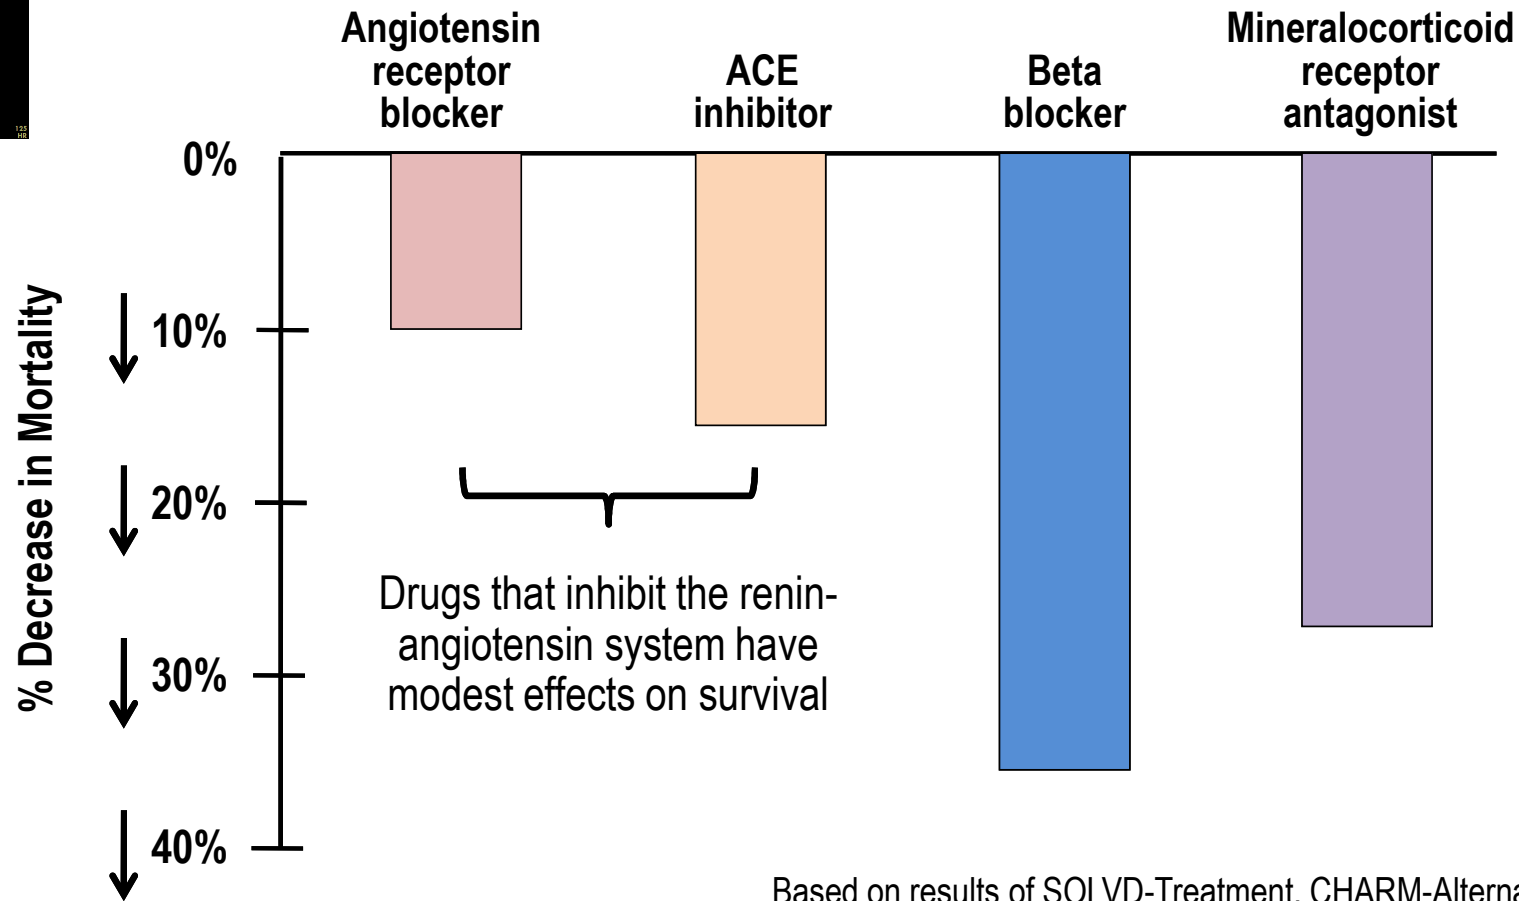 Angiotensin
receptor
blocker
ACE
inhibitor
Beta
blocker
Mineralocorticoid
receptor
antagonist
125
HR
0%
10%
20%
30%
40%
% Decrease in Mortality
Drugs that inhibit the renin-
angiotensin system have
modest effects on survival
Based on results of SOLVD-Treatment, CHARM-Alterna